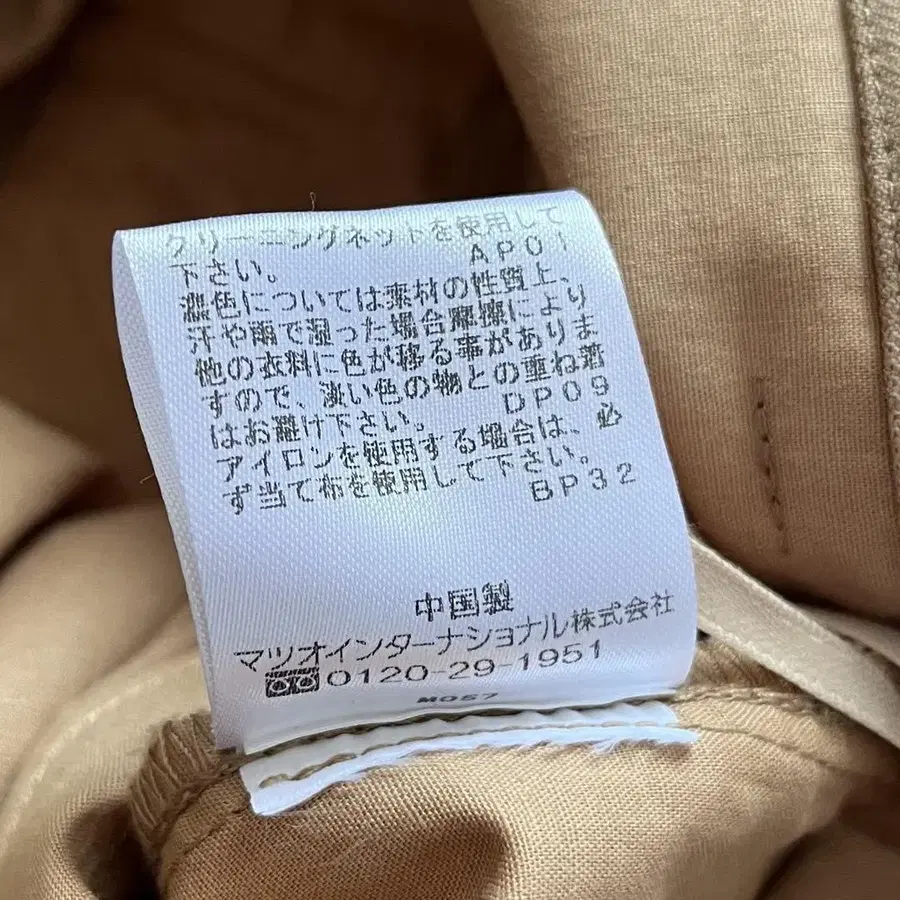 クリーニングネットを使用して
下さい。 AP01
濃色については素材の性質上、
汗や雨で湿った場合摩擦により
他の衣料に色が移る事がありま
すので、淡い色の物との重ね着
はお避け下さい。 DP09
アイロンを使用する場合は、必
ず当て布を使用して下さい。
BP32
中国製
マツオインターナショナル株式会社
0120-29-1951
M057